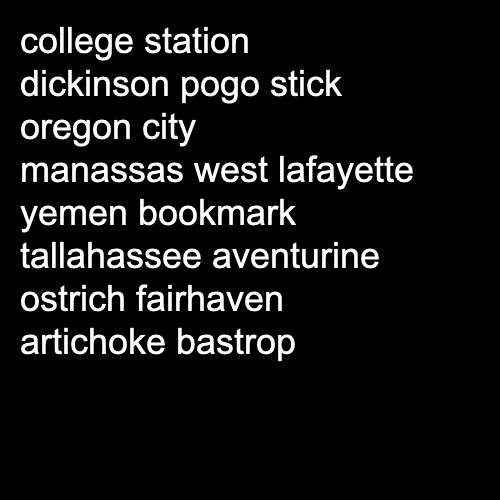 college station
dickinson pogo stick
oregon city
manassas west lafayette
yemen bookmark
tallahassee aventurine
ostrich fairhaven
artichoke bastrop